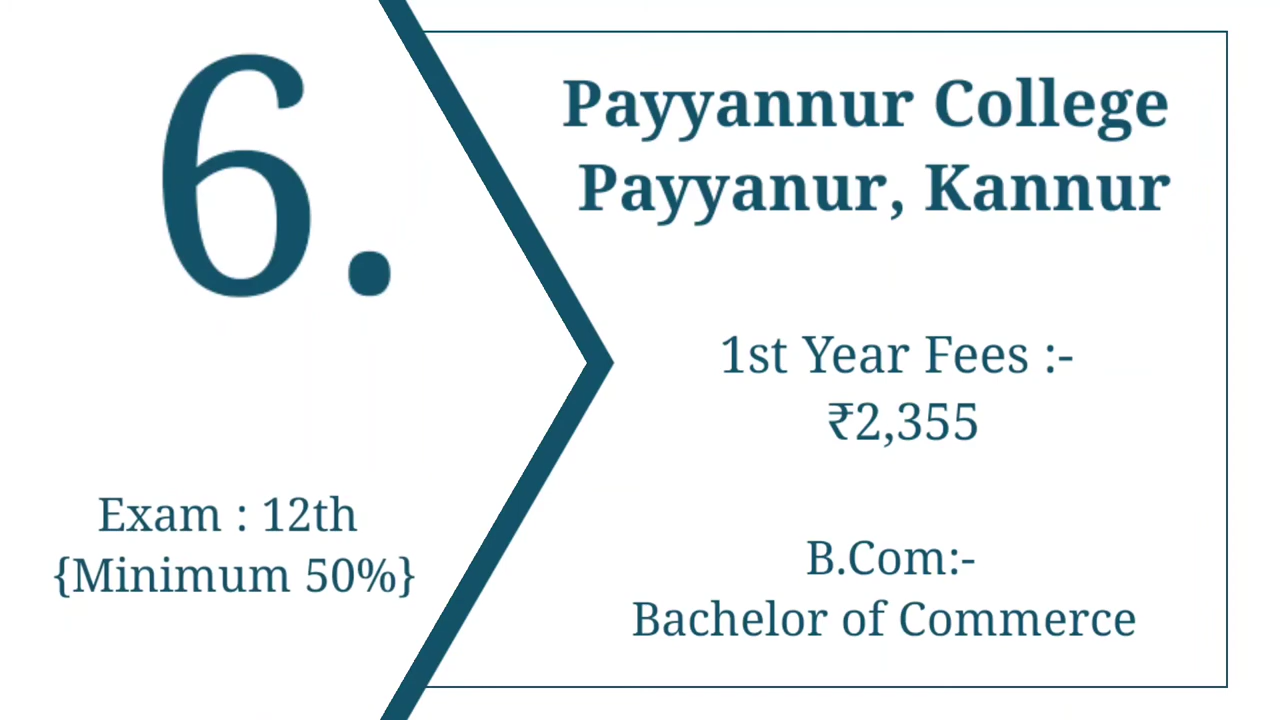 6.
Exam : 12th
{Minimum 50%}
Payyannur College
Payyanur, Kannur
1st Year Fees :-
₹2,355
B.Com:-
Bachelor of Commerce